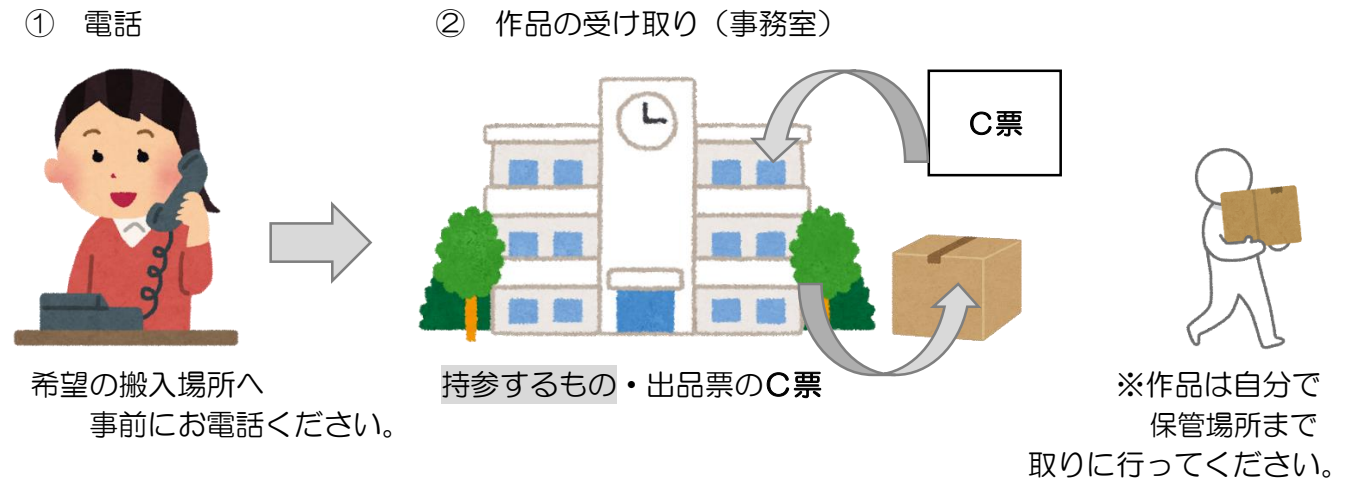 ① 電話
② 作品の受け取り（事務室）
C票
希望の搬入場所へ
事前にお電話ください。
持参するもの・出品票のC票
※作品は自分で
保管場所まで
取りに行ってください。